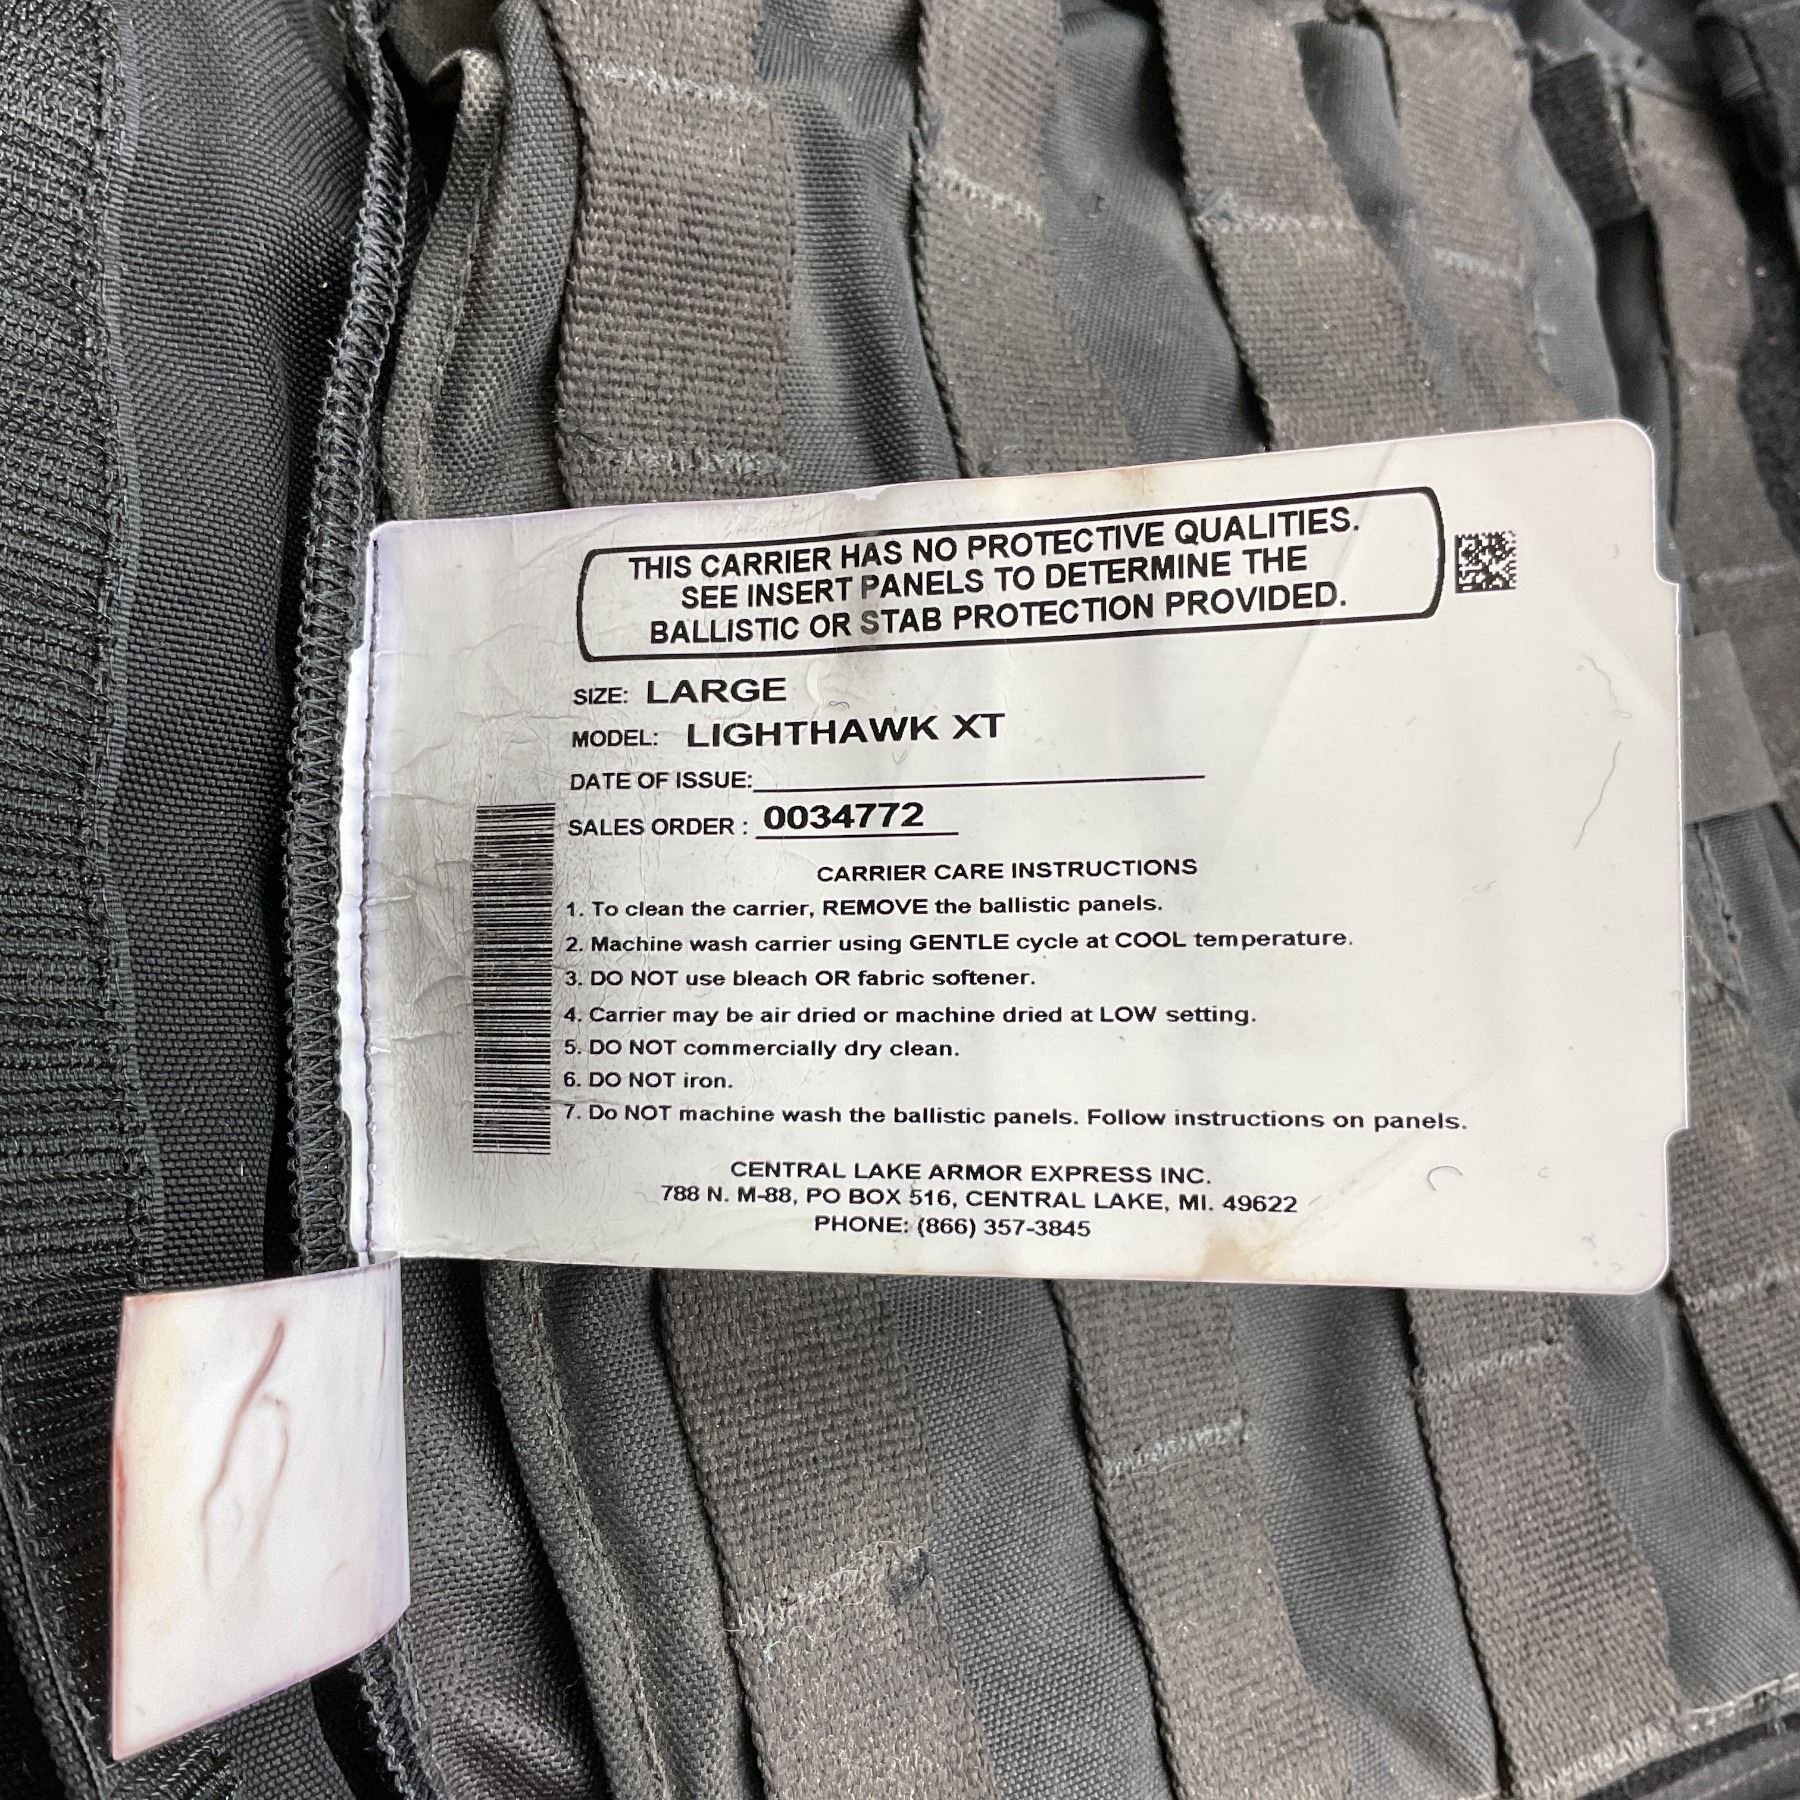 THIS CARRIER HAS NO PROTECTIVE QUALITIES.
SEE INSERT PANELS TO DETERMINE THE
BALLISTIC OR STAB PROTECTION PROVIDED.
SIZE: LARGE
MODEL: LIGHTHAWK XT
DATE OF ISSUE:
SALES ORDER : 0034772
CARRIER CARE INSTRUCTIONS
1. To clean the carrier, REMOVE the ballistic panels.
2. Machine wash carrier using GENTLE cycle at COOL temperature.
3. DO NOT use bleach OR fabric softener.
4. Carrier may be air dried or machine dried at LOW setting.
5. DO NOT commercially dry clean.
6. DO NOT iron.
7. Do NOT machine wash the ballistic panels. Follow instructions on panels.
CENTRAL LAKE ARMOR EXPRESS INC.
788 N. M-88, PO BOX 516, CENTRAL LAKE, MI. 49622
PHONE: (866) 357-3845